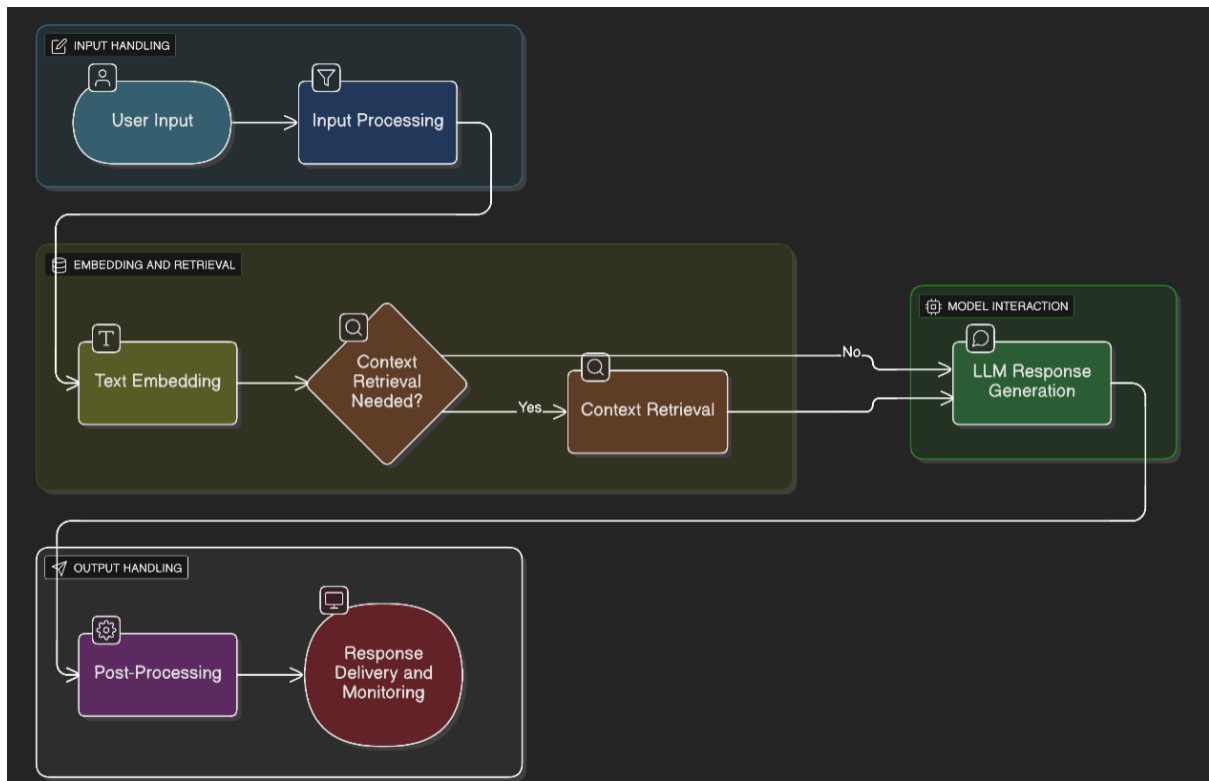 INPUT HANDLING
User Input
Input Processing
EMBEDDING AND RETRIEVAL
Text Embedding
Context
Retrieval
Needed?
Yes
Context Retrieval
No
MODEL INTERACTION
LLM Response
Generation
OUTPUT HANDLING
Post-Processing
Response
Delivery and
Monitoring